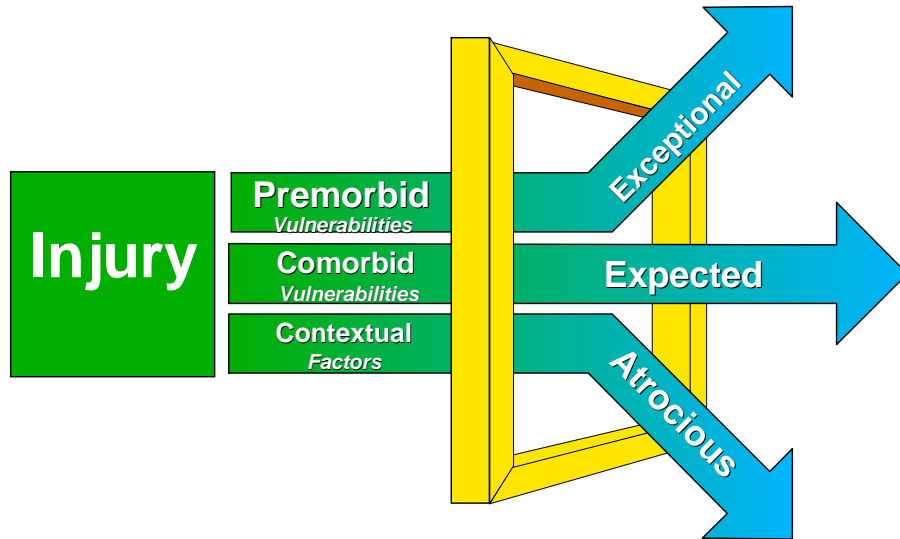 Injury
Premorbid
Vulnerabilities
Comorbid
Vulnerabilities
Contextual
Factors
Exceptional
Expected
Atrocious